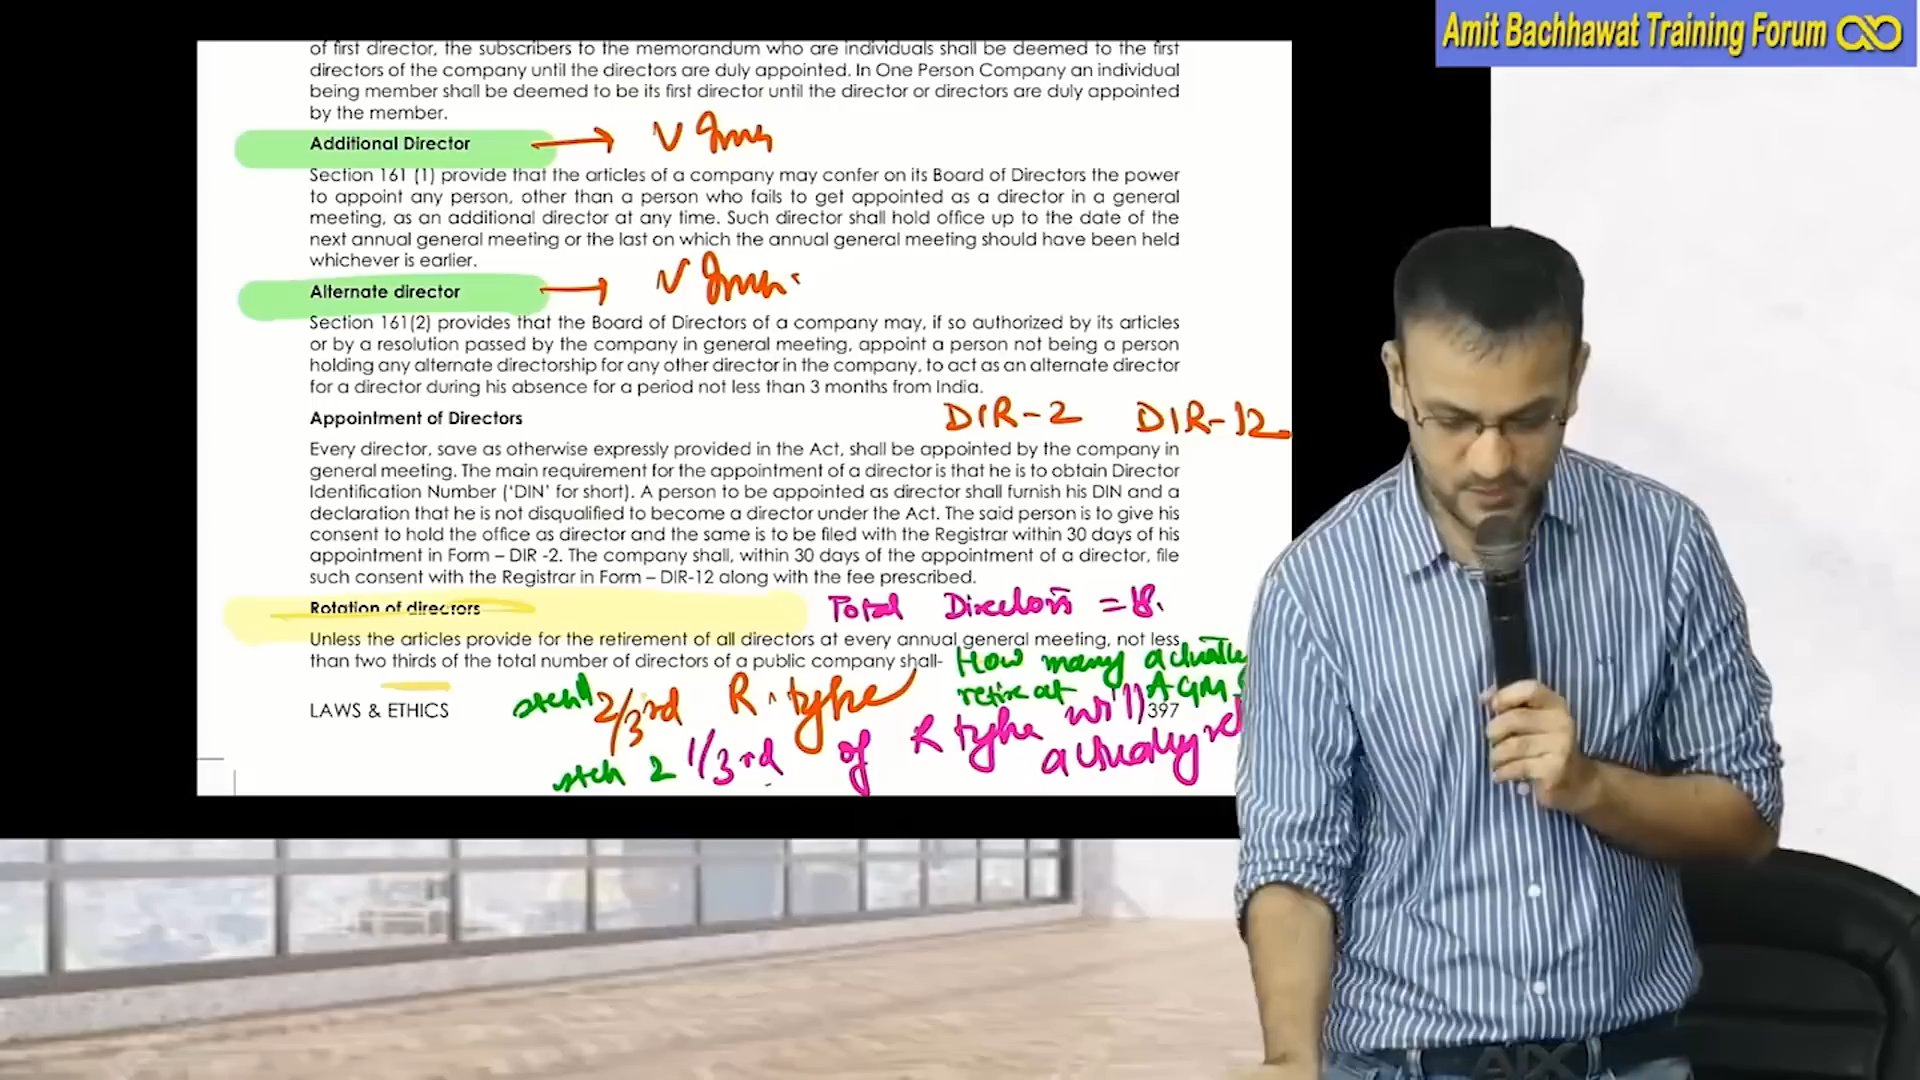 Amit Bachhawat Training Forum
of first director, the subscribers to the memorandum who are individuals shall be deemed to the first
directors of the company until the directors are duly appointed. In One Person Company an individual
being member shall be deemed to be its first director until the director or directors are duly appointed
by the member.
Additional Director → V Imp
Section 161 (1) provide that the articles of a company may confer on its Board of Directors the power
to appoint any person, other than a person who fails to get appointed as a director in a general
meeting, as an additional director at any time. Such director shall hold office up to the date of the
next annual general meeting or the last on which the annual general meeting should have been held
whichever is earlier.
Alternate director → V Imp
Section 161(2) provides that the Board of Directors of a company may, if so authorized by its articles
or by a resolution passed by the company in general meeting, appoint a person not being a person
holding any alternate directorship for any other director in the company, to act as an alternate director
for a director during his absence for a period not less than 3 months from India.
DIR-2 DIR-12
Appointment of Directors
Every director, save as otherwise expressly provided in the Act, shall be appointed by the company in
general meeting. The main requirement for the appointment of a director is that he is to obtain Director
Identification Number ('DIN' for short). A person to be appointed as director shall furnish his DIN and a
declaration that he is not disqualified to become a director under the Act. The said person is to give his
consent to hold the office as director and the same is to be filed with the Registrar within 30 days of his
appointment in Form – DIR -2. The company shall, within 30 days of the appointment of a director, file
such consent with the Registrar in Form – DIR-12 along with the fee prescribed.
Rotation of directors Total Directors = 18.
Unless the articles provide for the retirement of all directors at every annual general meeting, not less
than two thirds of the total number of directors of a public company shall-
How many actually
retire at AGM
step 1 2/3rd R type
LAWS & ETHICS 397
step 2 1/3rd of R type will
actually